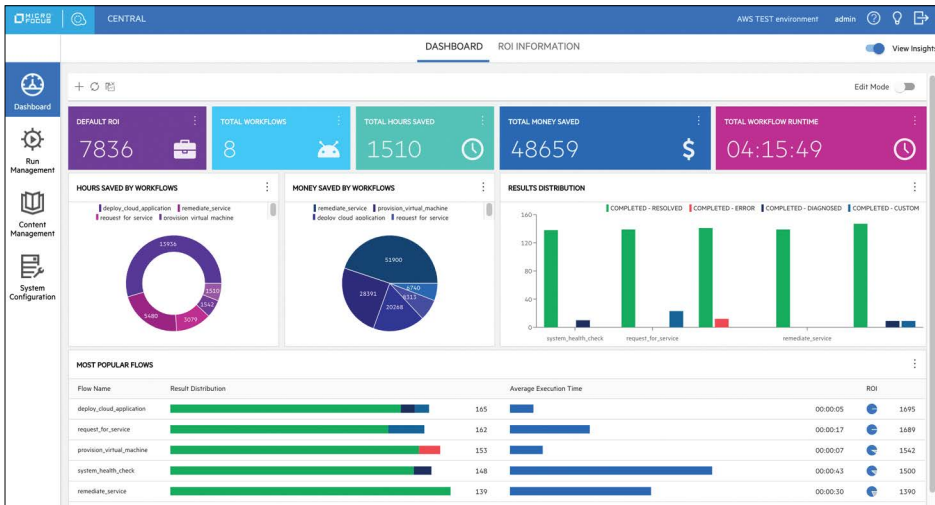 MICRO FOCUS CENTRAL AWS TEST environment admin
DASHBOARD ROI INFORMATION View Insights
Dashboard
Run Management
Content Management
System Configuration
Edit Mode
DEFAULT ROI
7836
TOTAL WORKFLOWS
8
TOTAL HOURS SAVED
1510
TOTAL MONEY SAVED
48659 $
TOTAL WORKFLOW RUNTIME
04:15:49
HOURS SAVED BY WORKFLOWS
deploy_cloud_application remediate_service
request for service provision virtual machine
13936
1510
1542
3079
5480
MONEY SAVED BY WORKFLOWS
remediate_service provision_virtual_machine
deploy cloud application request for service
51900
6740
8315
20268
28391
RESULTS DISTRIBUTION
COMPLETED - RESOLVED COMPLETED - ERROR COMPLETED - DIAGNOSED COMPLETED - CUSTOM
160
120
80
40
0
system_health_check request_for_service remediate_service
MOST POPULAR FLOWS
Flow Name Result Distribution Average Execution Time ROI
deploy_cloud_application 165 00:00:05 1695
request_for_service 162 00:00:17 1689
provision_virtual_machine 153 00:00:07 1542
system_health_check 148 00:00:43 1500
remediate_service 139 00:00:30 1390